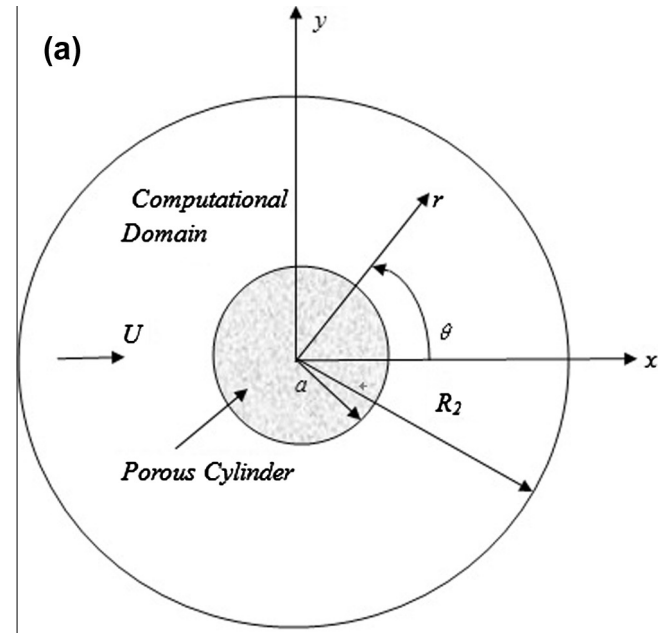 (a)
y
Computational
Domain
r
U
θ
x
a
R2
Porous Cylinder